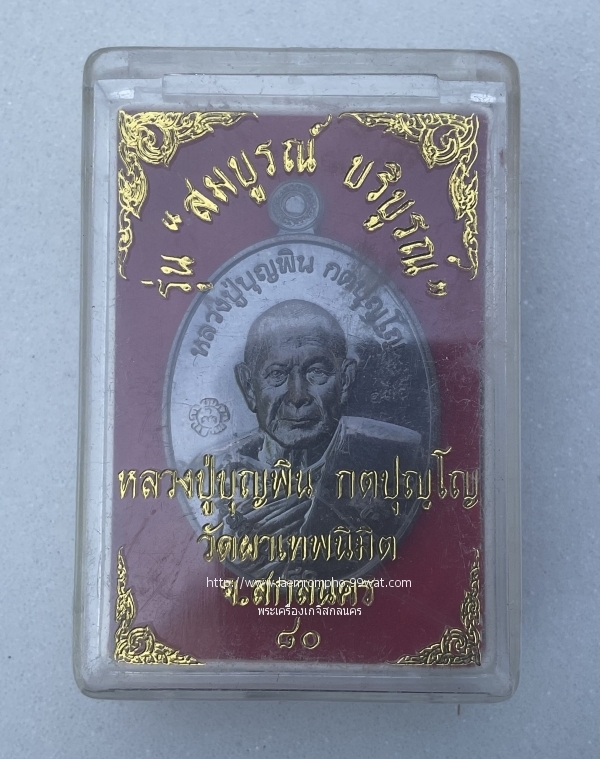 รุ่น "สมบูรณ์ บริบูรณ์"
หลวงปู่บุญพิน กตปุญฺโญ
หลวงปู่บุญพิน กตปุญฺโญ
วัดผาเทพนิมิต
http://www.raemrompho.99wat.com
จ.สกลนคร
พระเครื่องเกจิสกลนคร
๘๐